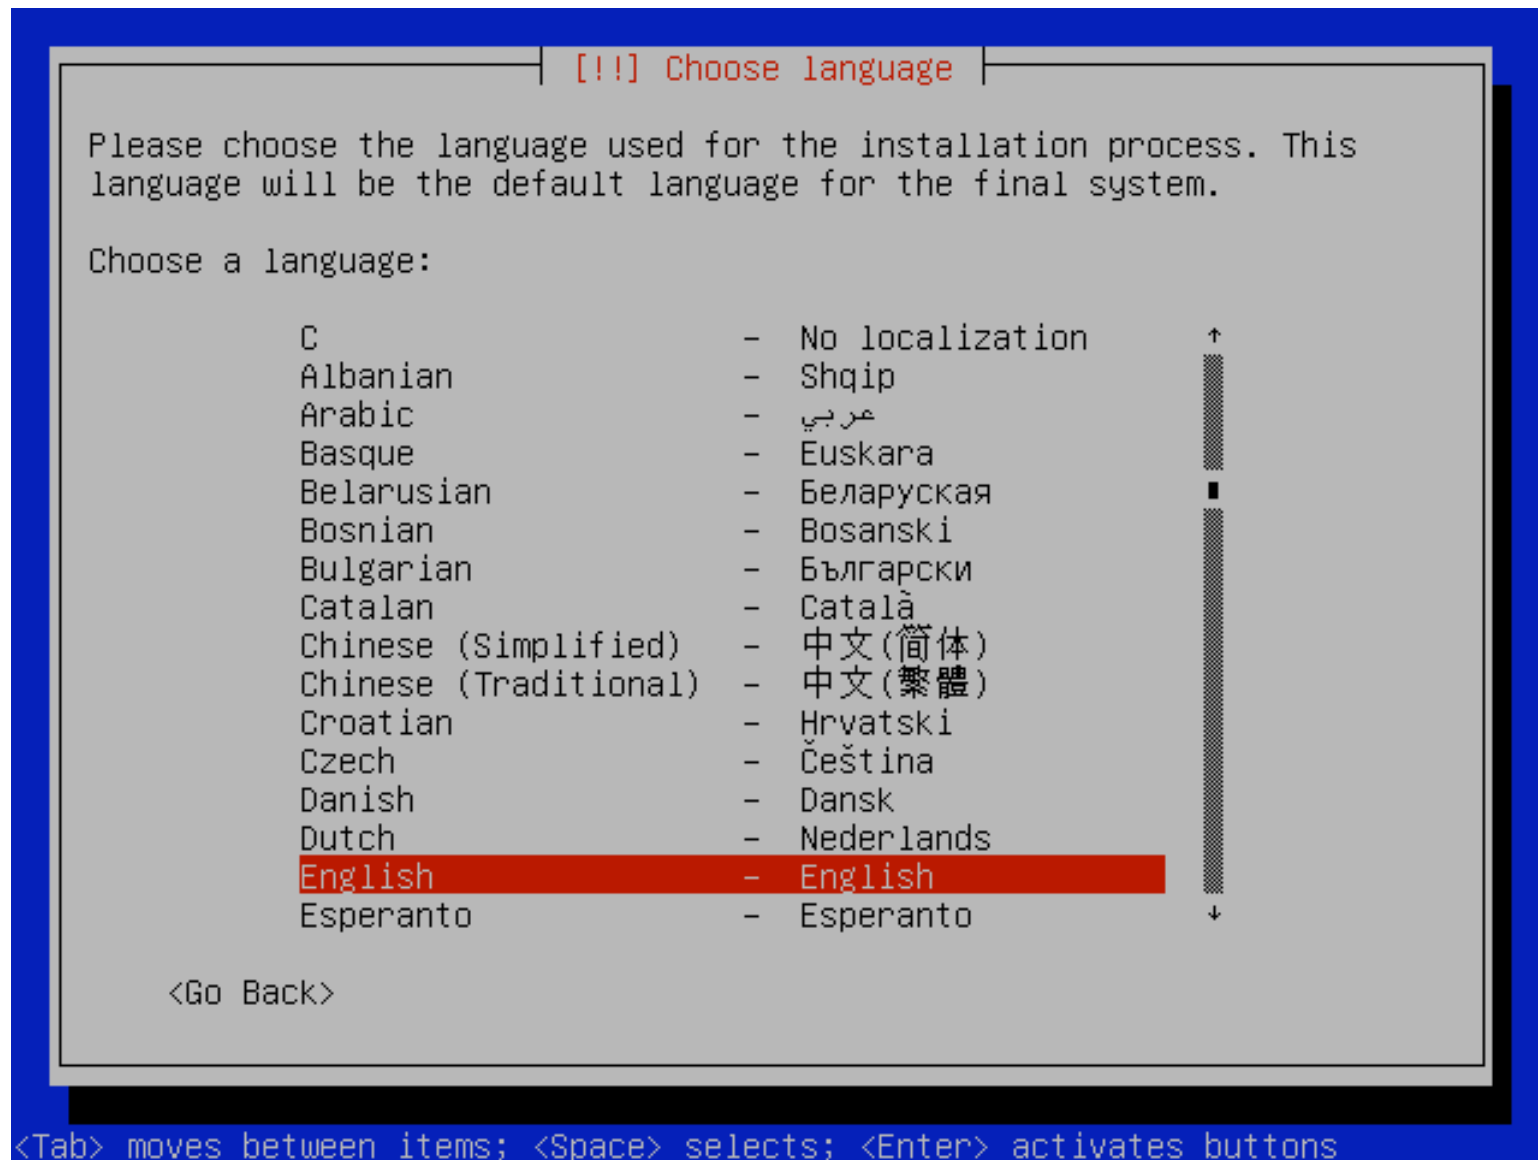 [!!] Choose language
Please choose the language used for the installation process. This
language will be the default language for the final system.
Choose a language:
C - No localization
Albanian - Shqip
Arabic - عربي
Basque - Euskara
Belarusian - Беларуская
Bosnian - Bosanski
Bulgarian - Български
Catalan - Català
Chinese (Simplified) - 中文(简体)
Chinese (Traditional) - 中文(繁體)
Croatian - Hrvatski
Czech - Čeština
Danish - Dansk
Dutch - Nederlands
English - English
Esperanto - Esperanto
<Go Back>
<Tab> moves between items; <Space> selects; <Enter> activates buttons